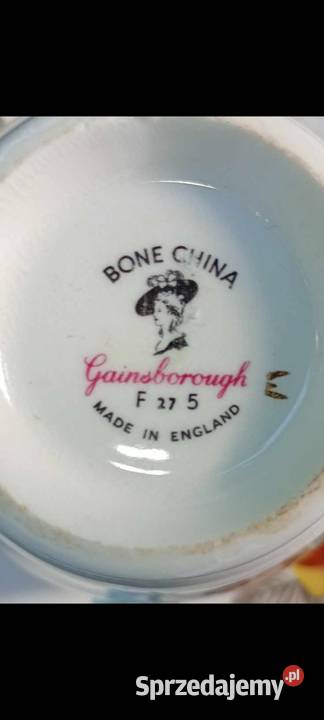 BONE CHINA
Gainsborough
E
F 27 5
MADE IN ENGLAND
Sprzedajemy.pl